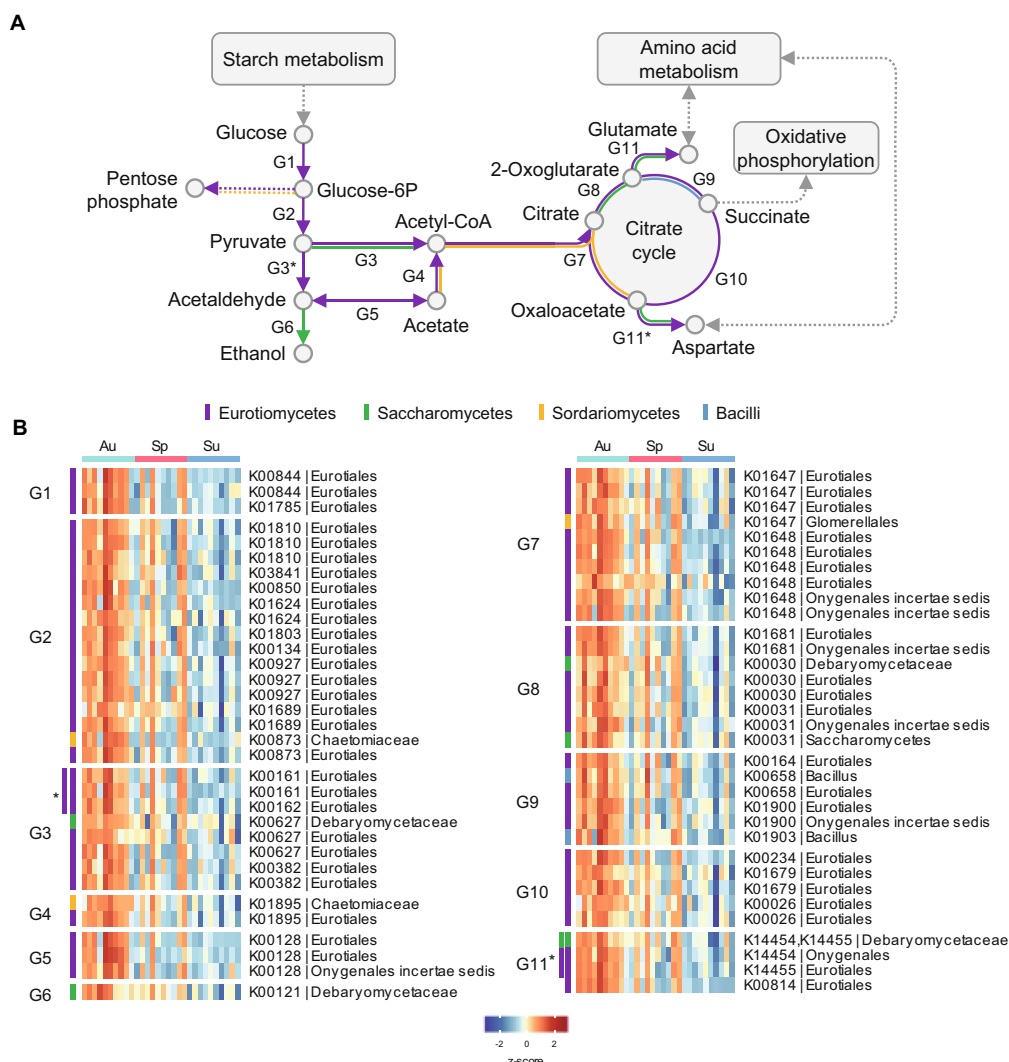 A
Starch metabolism
Amino acid
metabolism
Glucose
G1
Pentose
phosphate
Glucose-6P
G2
Pyruvate
G3
G3*
Acetyl-CoA
G4
Acetaldehyde
G5
Acetate
G6
Ethanol
Glutamate
G11
2-Oxoglutarate
G8
G9
Oxidative
phosphorylation
Citrate
Succinate
G7
Citrate
cycle
G10
Oxaloacetate
G11*
Aspartate
Eurotiomycetes
Saccharomycetes
Sordariomycetes
Bacilli
B
Au Sp Su
G1
K00844 | Eurotiales
K00844 | Eurotiales
K01785 | Eurotiales
G2
K01810 | Eurotiales
K01810 | Eurotiales
K01810 | Eurotiales
K03841 | Eurotiales
K00850 | Eurotiales
K01624 | Eurotiales
K01624 | Eurotiales
K01803 | Eurotiales
K00134 | Eurotiales
K00927 | Eurotiales
K00927 | Eurotiales
K00927 | Eurotiales
K01689 | Eurotiales
K01689 | Eurotiales
K00873 | Chaetomiaceae
K00873 | Eurotiales
*
G3
K00161 | Eurotiales
K00161 | Eurotiales
K00162 | Eurotiales
K00627 | Debaryomycetaceae
K00627 | Eurotiales
K00627 | Eurotiales
K00382 | Eurotiales
K00382 | Eurotiales
G4
K01895 | Chaetomiaceae
K01895 | Eurotiales
G5
K00128 | Eurotiales
K00128 | Eurotiales
K00128 | Onygenales incertae sedis
G6
K00121 | Debaryomycetaceae
Au Sp Su
G7
K01647 | Eurotiales
K01647 | Eurotiales
K01647 | Eurotiales
K01647 | Glomerellales
K01648 | Eurotiales
K01648 | Eurotiales
K01648 | Eurotiales
K01648 | Eurotiales
K01648 | Onygenales incertae sedis
K01648 | Onygenales incertae sedis
G8
K01681 | Eurotiales
K01681 | Onygenales incertae sedis
K00030 | Debaryomycetaceae
K00030 | Eurotiales
K00030 | Eurotiales
K00031 | Eurotiales
K00031 | Onygenales incertae sedis
K00031 | Saccharomycetes
G9
K00164 | Eurotiales
K00658 | Bacillus
K00658 | Eurotiales
K01900 | Eurotiales
K01900 | Onygenales incertae sedis
K01903 | Bacillus
G10
K00234 | Eurotiales
K01679 | Eurotiales
K01679 | Eurotiales
K00026 | Eurotiales
K00026 | Eurotiales
G11*
K14454,K14455 | Debaryomycetaceae
K14454 | Onygenales
K14455 | Eurotiales
K00814 | Eurotiales
-2 0 2
z-score